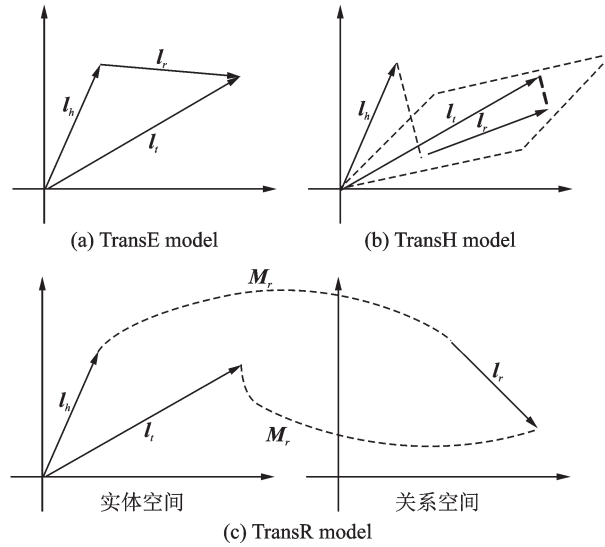 l_r
l_h
l_t
(a) TransE model
l_h
l_t
l_r
(b) TransH model
M_r
l_h
l_t
l_r
M_r
实体空间
关系空间
(c) TransR model